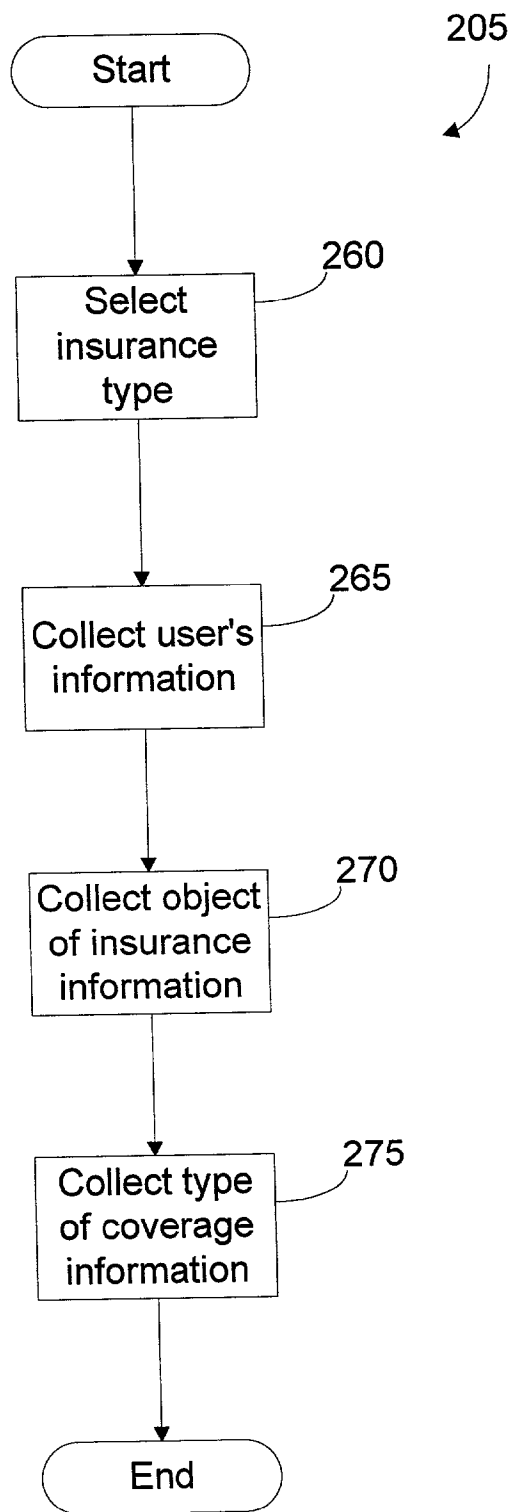 205
Start
260
Select
insurance
type
265
Collect user's
information
270
Collect object
of insurance
information
275
Collect type
of coverage
information
End